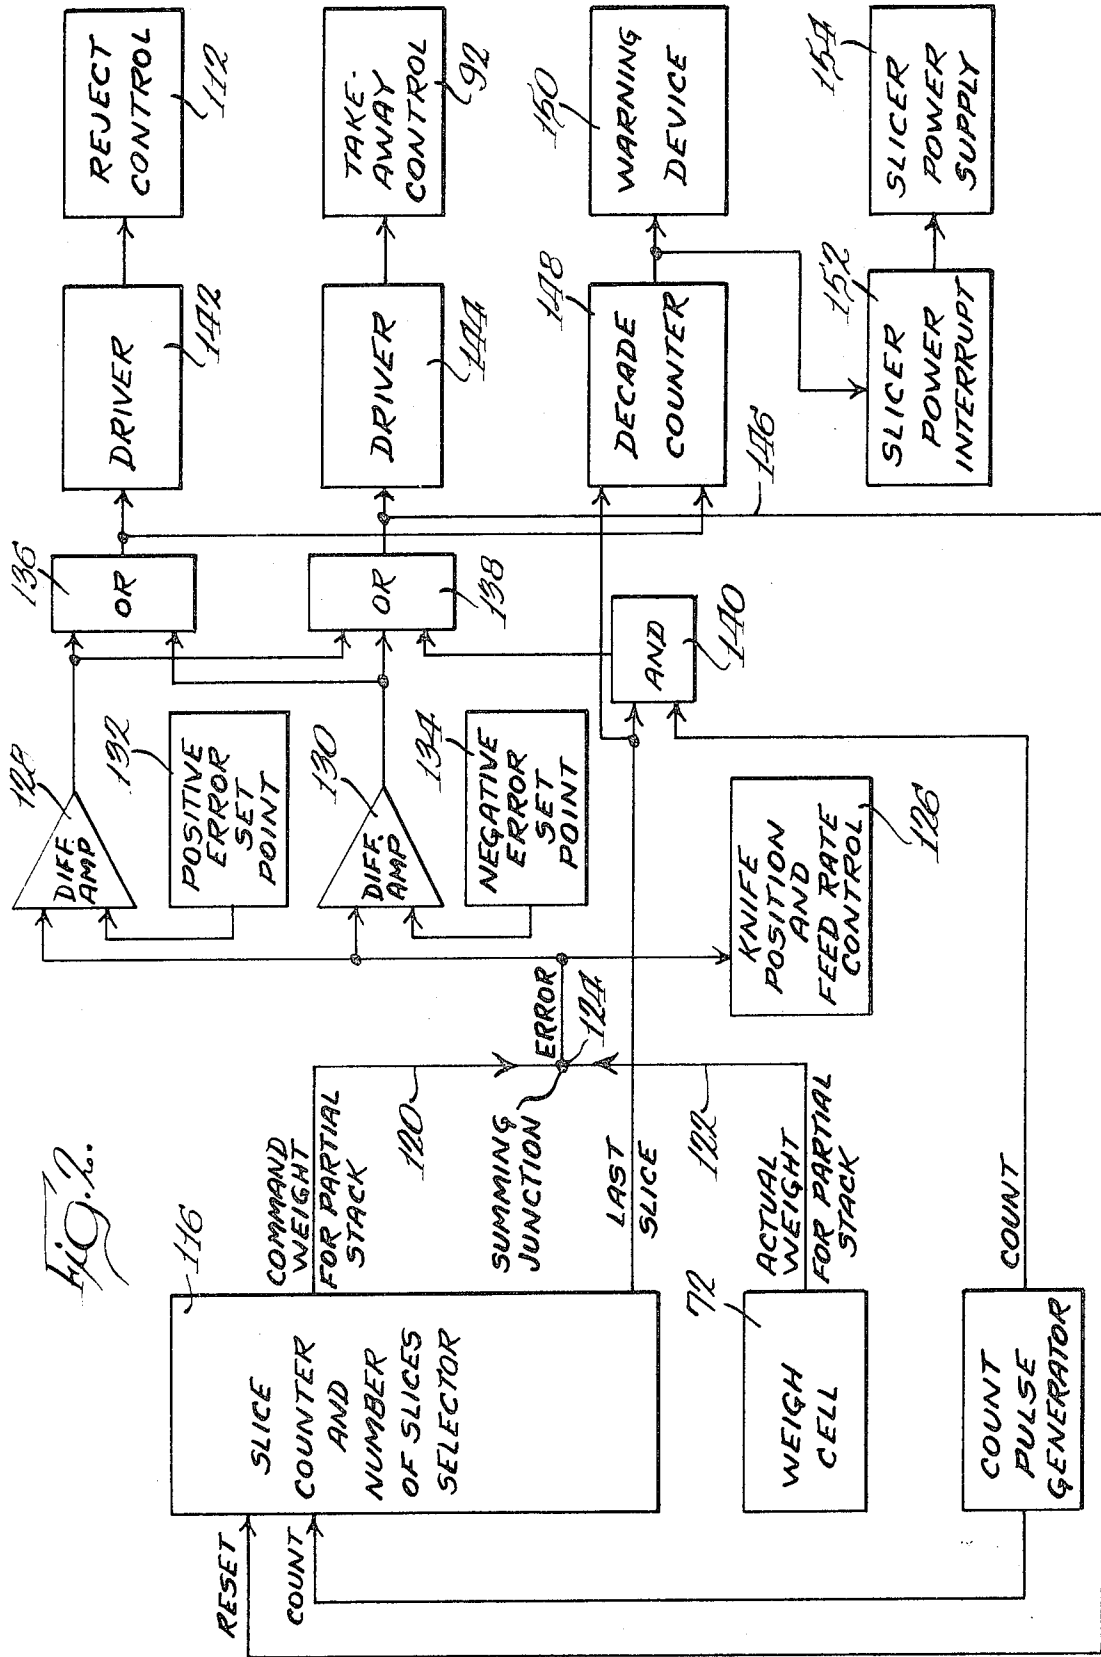 Fig. 2.
RESET
COUNT
SLICE
COUNTER
AND
NUMBER
OF SLICES
SELECTOR
116
COMMAND
WEIGHT
FOR PARTIAL
STACK
120
SUMMING
JUNCTION
ERROR
124
LAST
SLICE
122
WEIGH
CELL
72
ACTUAL
WEIGHT
FOR PARTIAL
STACK
COUNT
PULSE
GENERATOR
COUNT
DIFF.
AMP
128
POSITIVE
ERROR
SET
POINT
132
DIFF.
AMP
130
NEGATIVE
ERROR
SET
POINT
134
KNIFE
POSITION
AND
FEED RATE
CONTROL
126
OR
136
OR
138
AND
140
DRIVER
142
REJECT
CONTROL
112
DRIVER
144
TAKE-
AWAY
CONTROL
92
146
DECADE
COUNTER
148
WARNING
DEVICE
150
SLICER
POWER
INTERRUPT
152
SLICER
POWER
SUPPLY
154